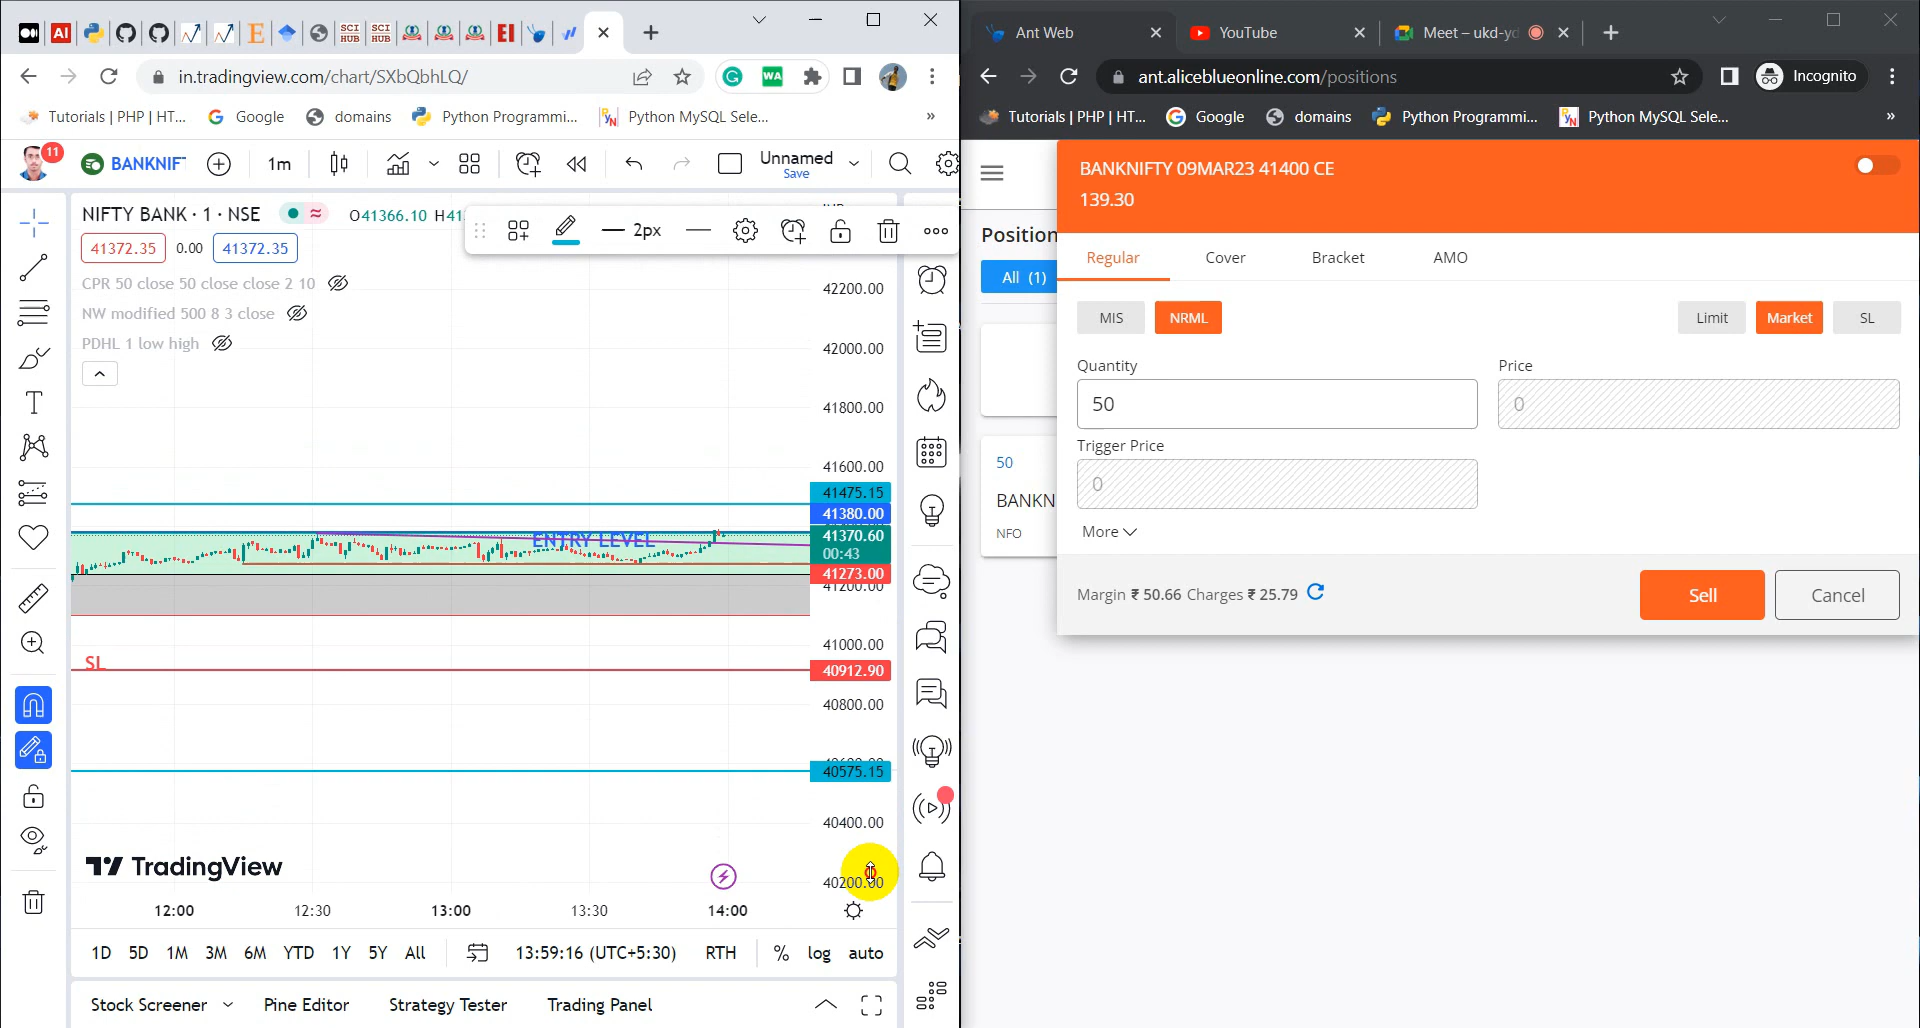 in.tradingview.com/chart/SXbQbhLQ/
Tutorials | PHP | HT...
Google
domains
Python Programmi...
Python MySQL Sele...
»
11
BANKNIF
1m
Unnamed
Save
NIFTY BANK · 1 · NSE
O41366.10 H41
2px
41372.35
0.00
41372.35
CPR 50 close 50 close close 2 10
NW modified 500 8 3 close
PDHL 1 low high
42200.00
42000.00
41800.00
41600.00
41475.15
41380.00
41370.60
00:43
41273.00
41200.00
41000.00
40912.90
40800.00
40575.15
40400.00
40200.00
ENTRY LEVEL
SL
TradingView
12:00
12:30
13:00
13:30
14:00
1D
5D
1M
3M
6M
YTD
1Y
5Y
All
13:59:16 (UTC+5:30)
RTH
%
log
auto
Stock Screener
Pine Editor
Strategy Tester
Trading Panel
Ant Web
YouTube
Meet – ukd-yd
ant.aliceblueonline.com/positions
Incognito
Tutorials | PHP | HT...
Google
domains
Python Programmi...
Python MySQL Sele...
»
Position
All (1)
50
BANKN
NFO
BANKNIFTY 09MAR23 41400 CE
139.30
Regular
Cover
Bracket
AMO
MIS
NRML
Limit
Market
SL
Quantity
Price
50
0
Trigger Price
0
More
Margin ₹ 50.66 Charges ₹ 25.79
Sell
Cancel